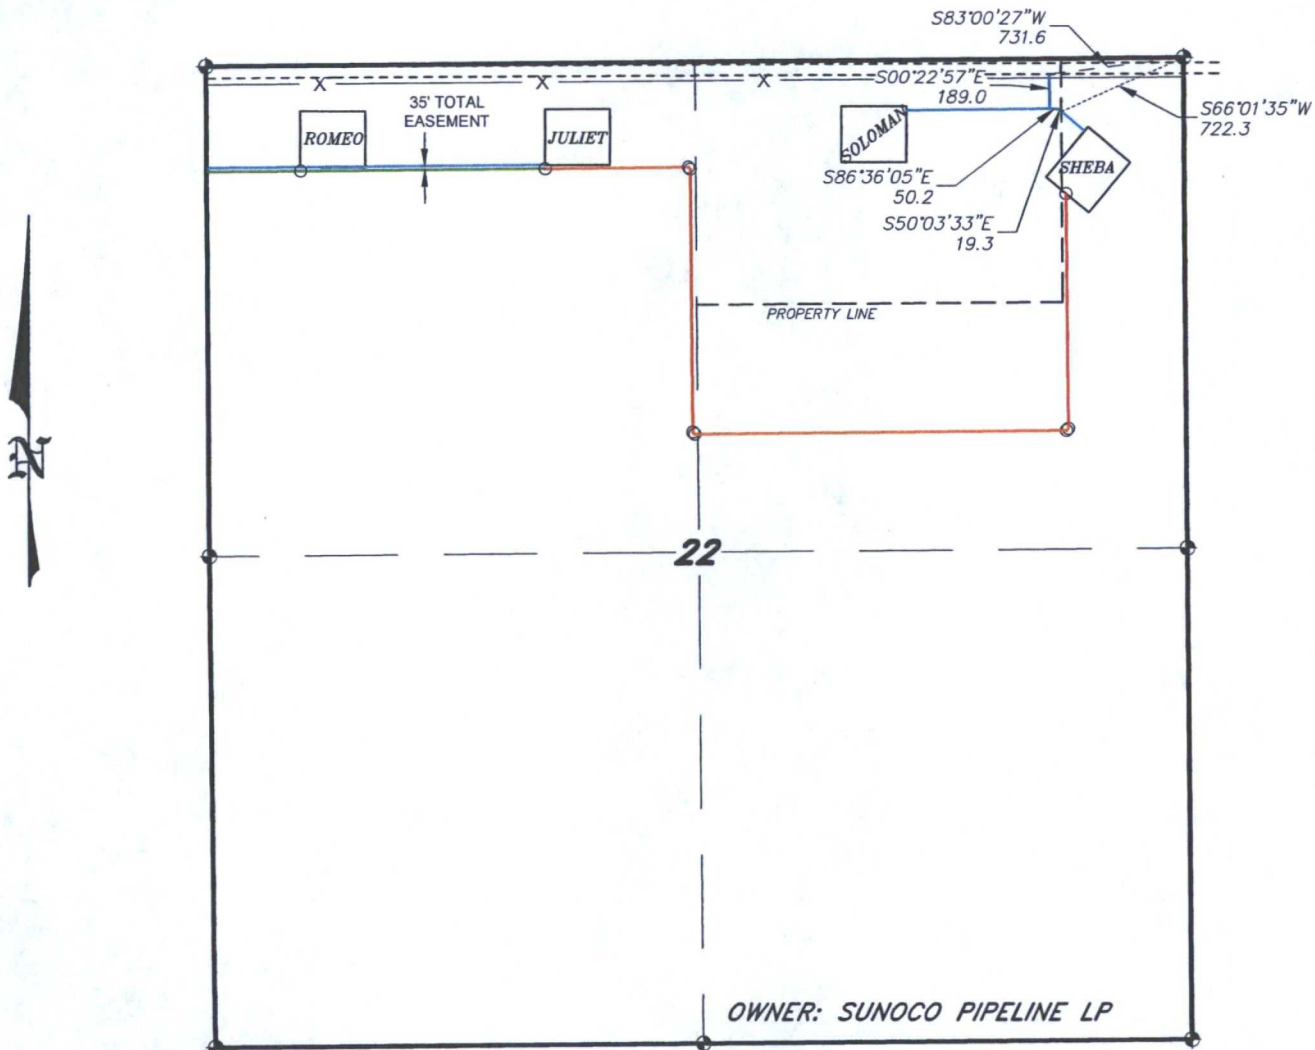 S83°00'27"W
731.6
X X X
S00°22'57"E
189.0
35' TOTAL
EASEMENT
S66°01'35"W
722.3
ROMEO
JULIET
SOLOMAN
SHEBA
S86°36'05"E
50.2
S50°03'33"E
19.3
PROPERTY LINE
N
22
OWNER: SUNOCO PIPELINE LP